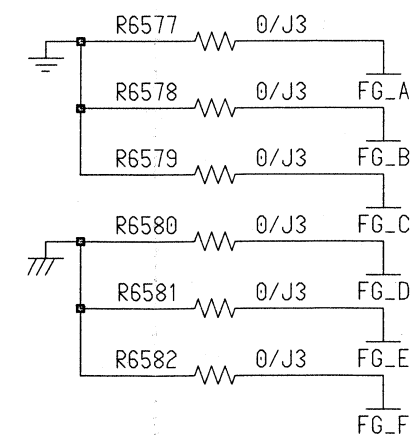 R6577 0/J3
FG_A
R6578 0/J3
FG_B
R6579 0/J3
FG_C
R6580 0/J3
FG_D
R6581 0/J3
FG_E
R6582 0/J3
FG_F